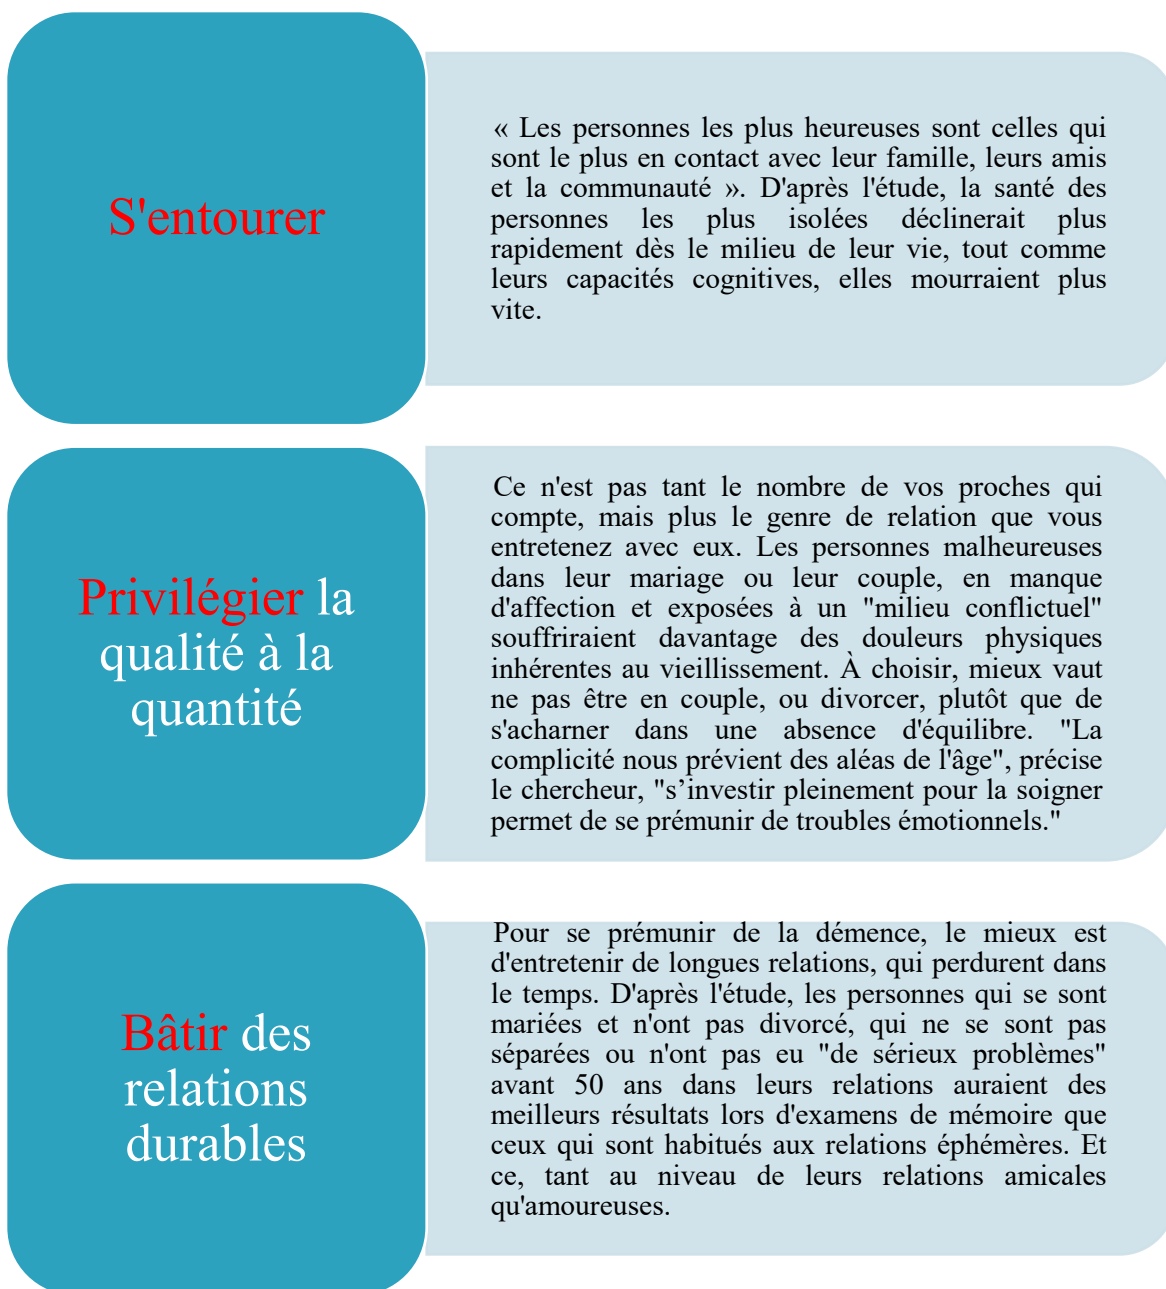 S'entourer
« Les personnes les plus heureuses sont celles qui
sont le plus en contact avec leur famille, leurs amis
et la communauté ». D'après l'étude, la santé des
personnes les plus isolées déclinerait plus
rapidement dès le milieu de leur vie, tout comme
leurs capacités cognitives, elles mourraient plus
vite.
Privilégier la
qualité à la
quantité
Ce n'est pas tant le nombre de vos proches qui
compte, mais plus le genre de relation que vous
entretenez avec eux. Les personnes malheureuses
dans leur mariage ou leur couple, en manque
d'affection et exposées à un "milieu conflictuel"
souffriraient davantage des douleurs physiques
inhérentes au vieillissement. À choisir, mieux vaut
ne pas être en couple, ou divorcer, plutôt que de
s'acharner dans une absence d'équilibre. "La
complicité nous prévient des aléas de l'âge", précise
le chercheur, "s’investir pleinement pour la soigner
permet de se prémunir de troubles émotionnels."
Bâtir des
relations
durables
Pour se prémunir de la démence, le mieux est
d'entretenir de longues relations, qui perdurent dans
le temps. D'après l'étude, les personnes qui se sont
mariées et n'ont pas divorcé, qui ne se sont pas
séparées ou n'ont pas eu "de sérieux problèmes"
avant 50 ans dans leurs relations auraient des
meilleurs résultats lors d'examens de mémoire que
ceux qui sont habitués aux relations éphémères. Et
ce, tant au niveau de leurs relations amicales
qu'amoureuses.